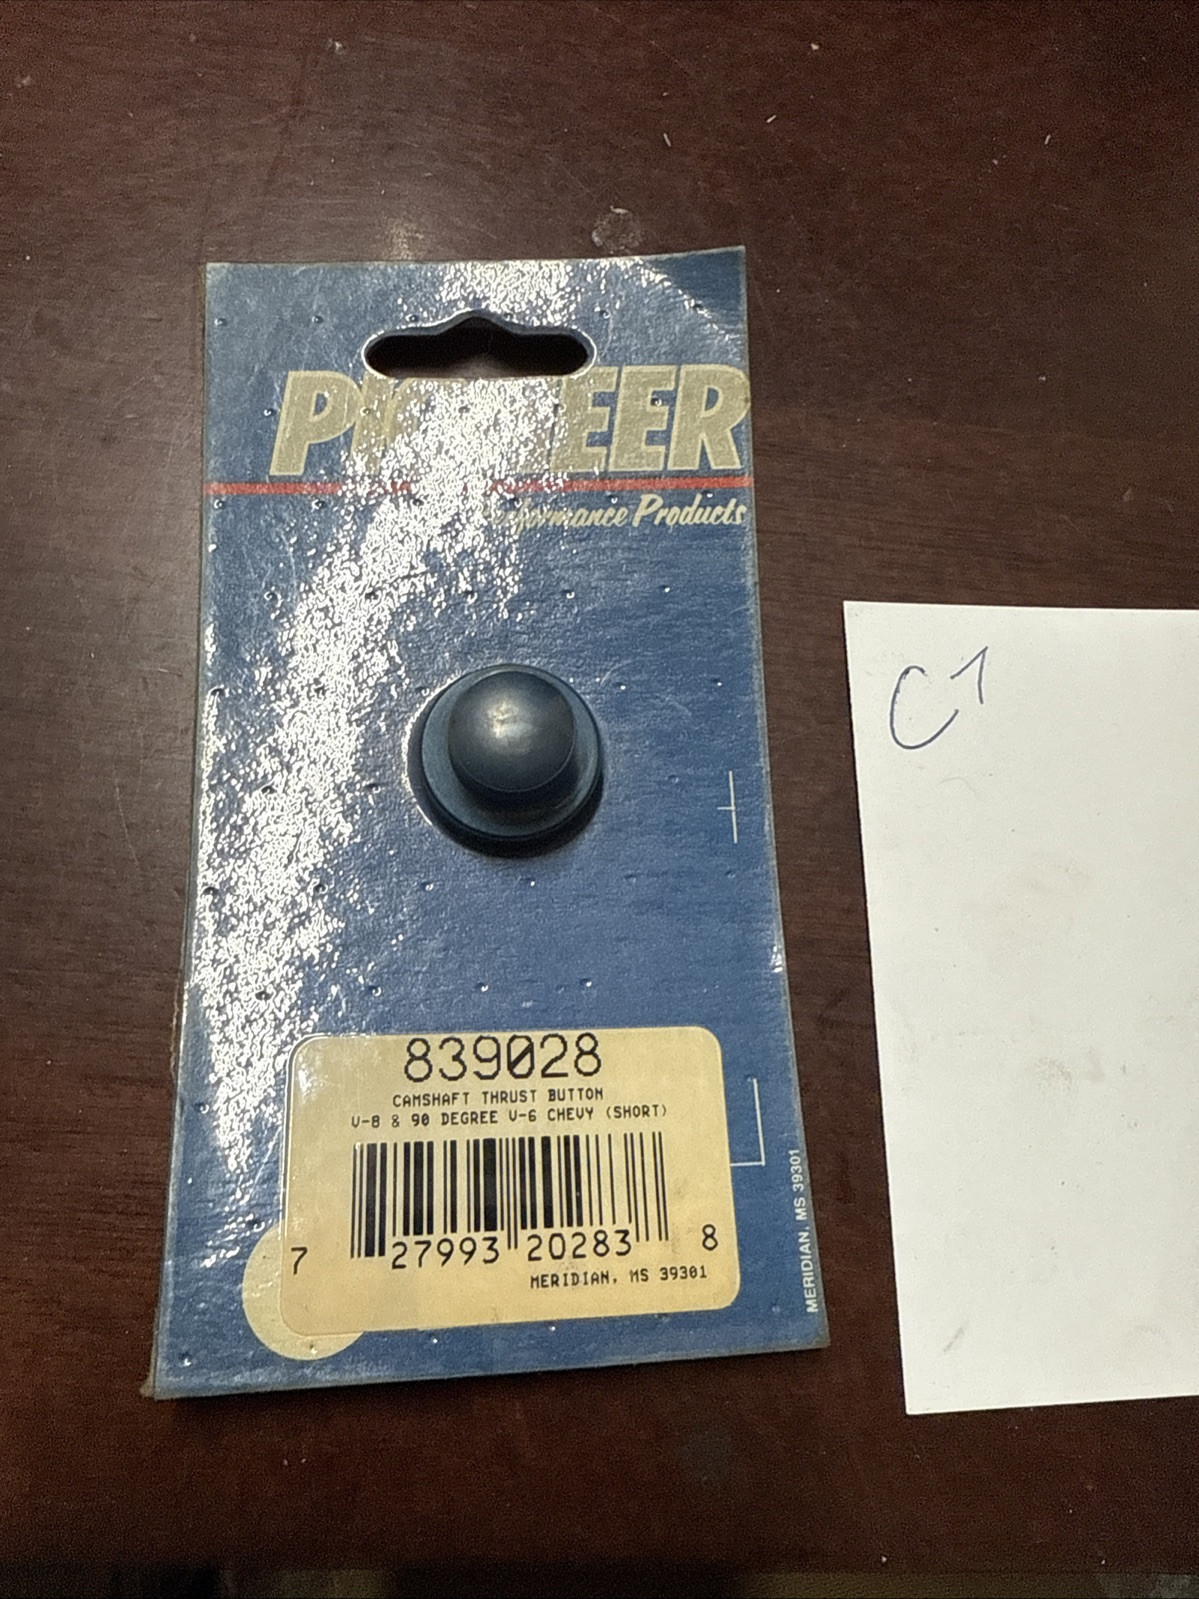 PIONEER
Performance Products
839028
CAMSHAFT THRUST BUTTON
V-8 & 90 DEGREE V-6 CHEVY (SHORT)
7 27993 20283 8
MERIDIAN, MS 39301
MERIDIAN, MS 39301
C1